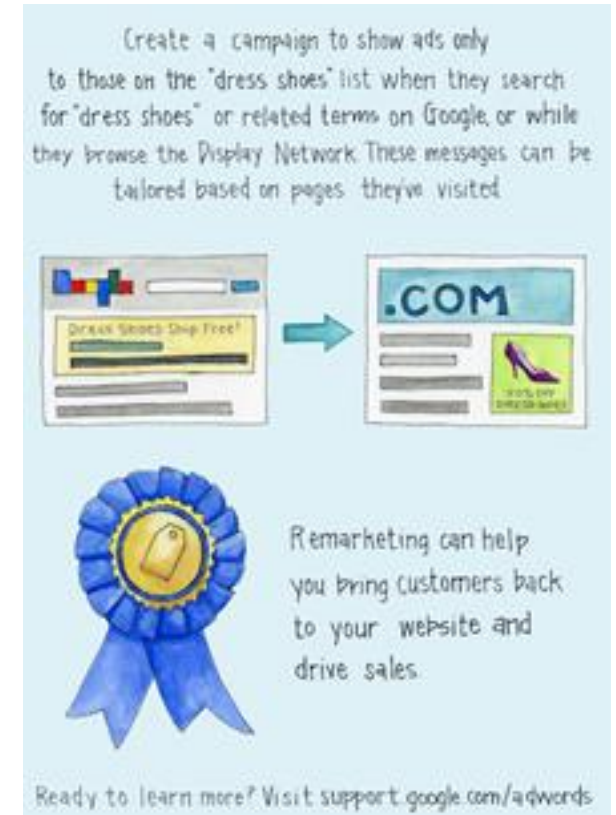 Create a campaign to show ads only
to those on the "dress shoes" list when they search
for "dress shoes" or related terms on Google, or while
they browse the Display Network. These messages can be
tailored based on pages they've visited
Dress Shoes Ship Free!
.COM
Remarketing can help
you bring customers back
to your website and
drive sales.
Ready to learn more? Visit support.google.com/adwords